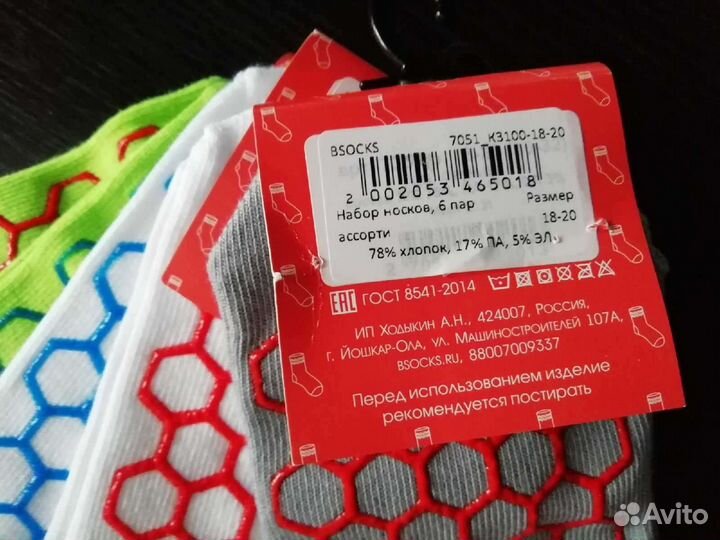 BSOCKS 7051_K3100-18-20
2 002053 465018
Набор носков, 6 пар Размер
ассорти 18-20
78% хлопок, 17% ПА, 5% ЭЛ
EAC ГОСТ 8541-2014
ИП Ходыкин А.Н., 424007, Россия,
г. Йошкар-Ола, ул. Машиностроителей 107А,
BSOCKS.RU, 88007009337
Перед использованием изделие
рекомендуется постирать
Avito